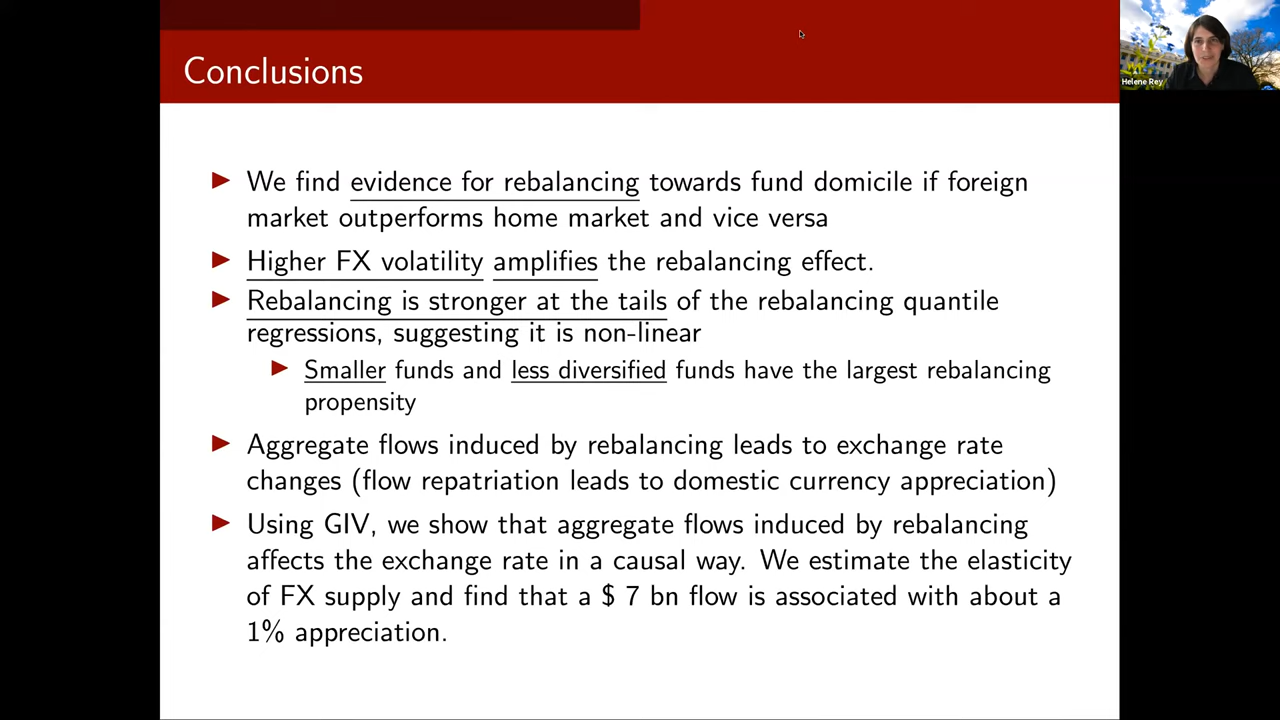 Conclusions
Helene Rey
► We find evidence for rebalancing towards fund domicile if foreign
market outperforms home market and vice versa
► Higher FX volatility amplifies the rebalancing effect.
► Rebalancing is stronger at the tails of the rebalancing quantile
regressions, suggesting it is non-linear
► Smaller funds and less diversified funds have the largest rebalancing
propensity
► Aggregate flows induced by rebalancing leads to exchange rate
changes (flow repatriation leads to domestic currency appreciation)
► Using GIV, we show that aggregate flows induced by rebalancing
affects the exchange rate in a causal way. We estimate the elasticity
of FX supply and find that a $ 7 bn flow is associated with about a
1% appreciation.